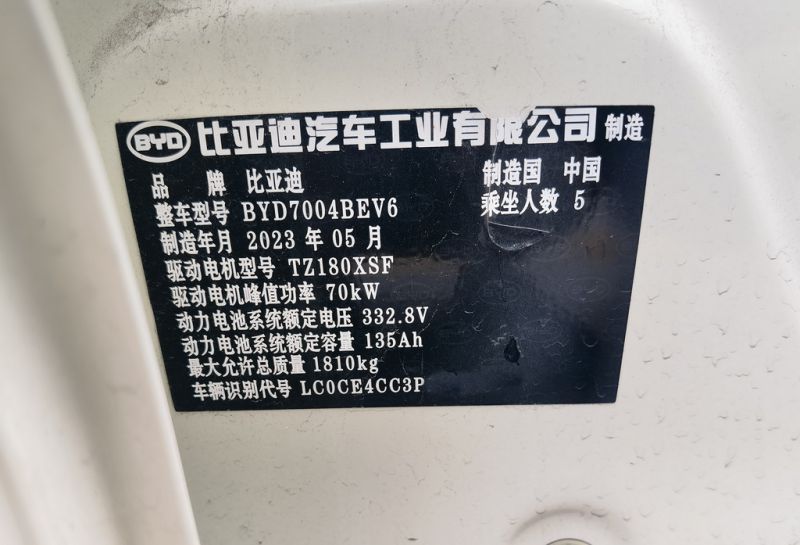 BYD 比亚迪汽车工业有限公司 制造
品 牌 比亚迪 制造国 中国
整车型号 BYD7004BEV6 乘坐人数 5
制造年月 2023 年 05 月
驱动电机型号 TZ180XSF
驱动电机峰值功率 70kW
动力电池系统额定电压 332.8V
动力电池系统额定容量 135Ah
最大允许总质量 1810kg
车辆识别代号 LC0CE4CC3P